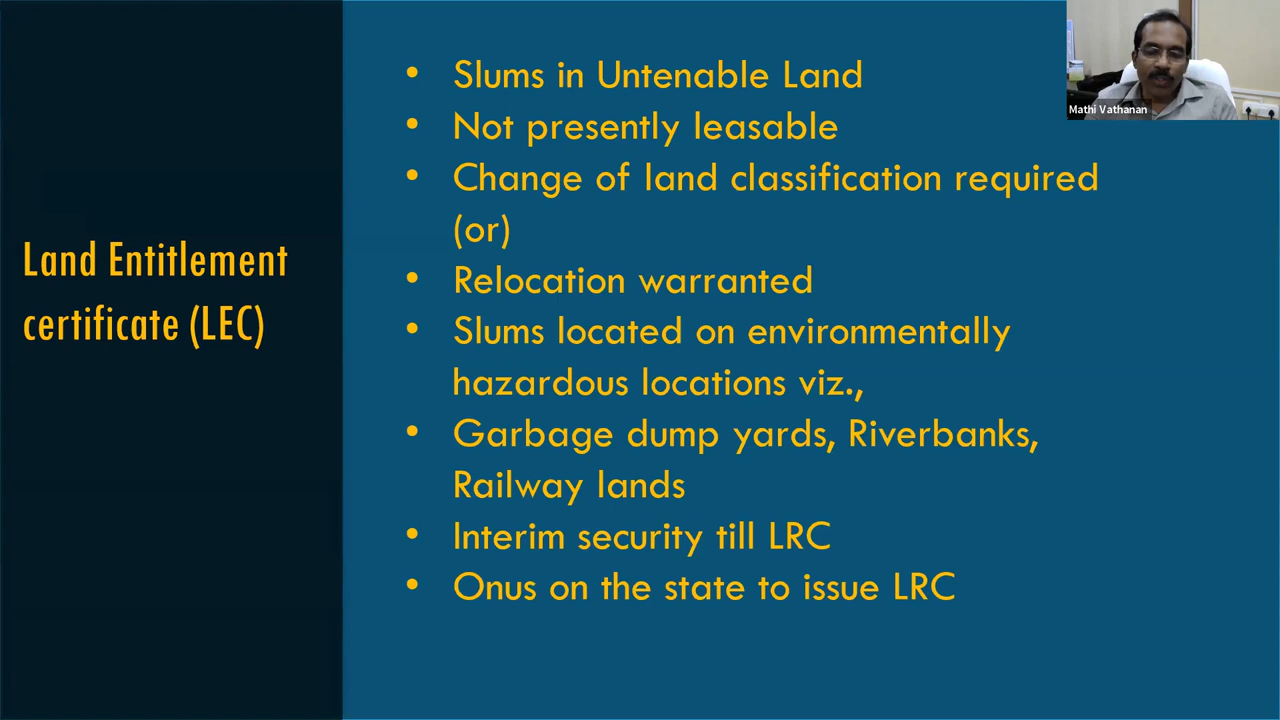 Land Entitlement
certificate (LEC)
• Slums in Untenable Land
• Not presently leasable
• Change of land classification required
(or)
• Relocation warranted
• Slums located on environmentally
hazardous locations viz.,
• Garbage dump yards, Riverbanks,
Railway lands
• Interim security till LRC
• Onus on the state to issue LRC
Mathi Vathanan